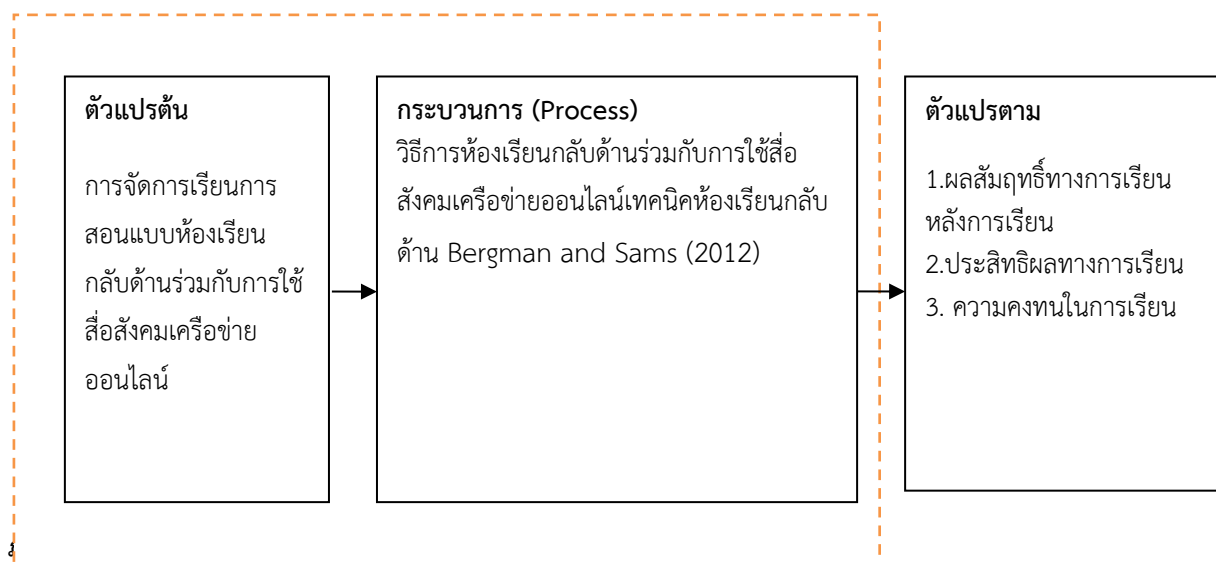 ตัวแปรต้น
การจัดการเรียนการ
สอนแบบห้องเรียน
กลับด้านร่วมกับการใช้
สื่อสังคมเครือข่าย
ออนไลน์
กระบวนการ (Process)
วิธีการห้องเรียนกลับด้านร่วมกับการใช้สื่อ
สังคมเครือข่ายออนไลน์เทคนิคห้องเรียนกลับ
ด้าน Bergman and Sams (2012)
ตัวแปรตาม
1.ผลสัมฤทธิ์ทางการเรียน
หลังการเรียน
2.ประสิทธิผลทางการเรียน
3. ความคงทนในการเรียน